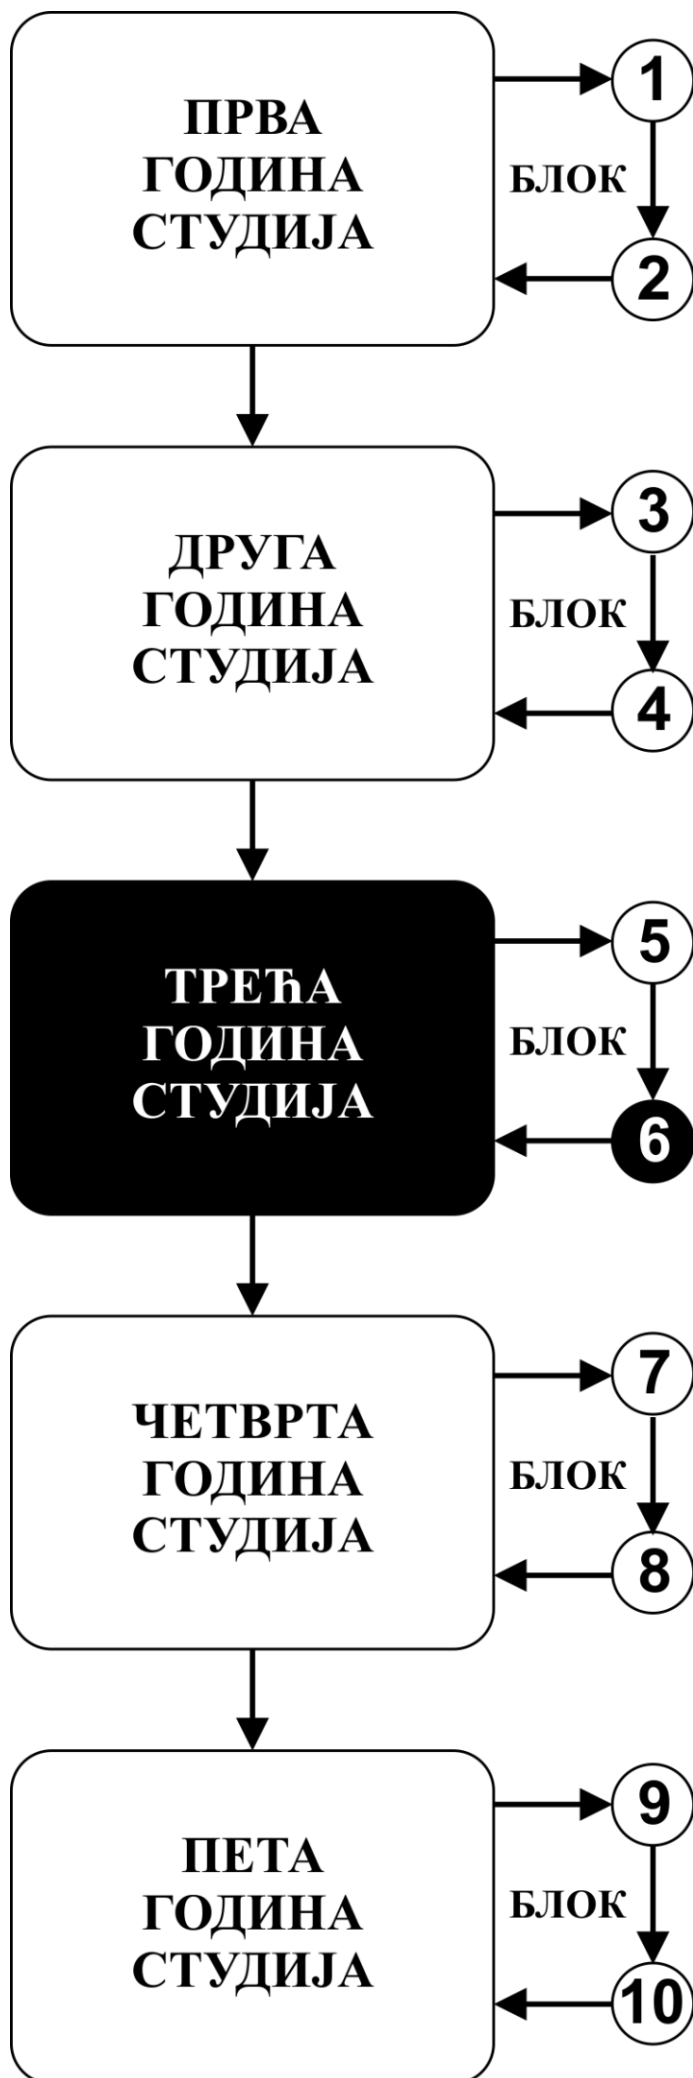 ПРВА
ГОДИНА
СТУДИЈА
1
БЛОК
2
ДРУГА
ГОДИНА
СТУДИЈА
3
БЛОК
4
ТРЕЋА
ГОДИНА
СТУДИЈА
5
БЛОК
6
ЧЕТВРТА
ГОДИНА
СТУДИЈА
7
БЛОК
8
ПЕТА
ГОДИНА
СТУДИЈА
9
БЛОК
10